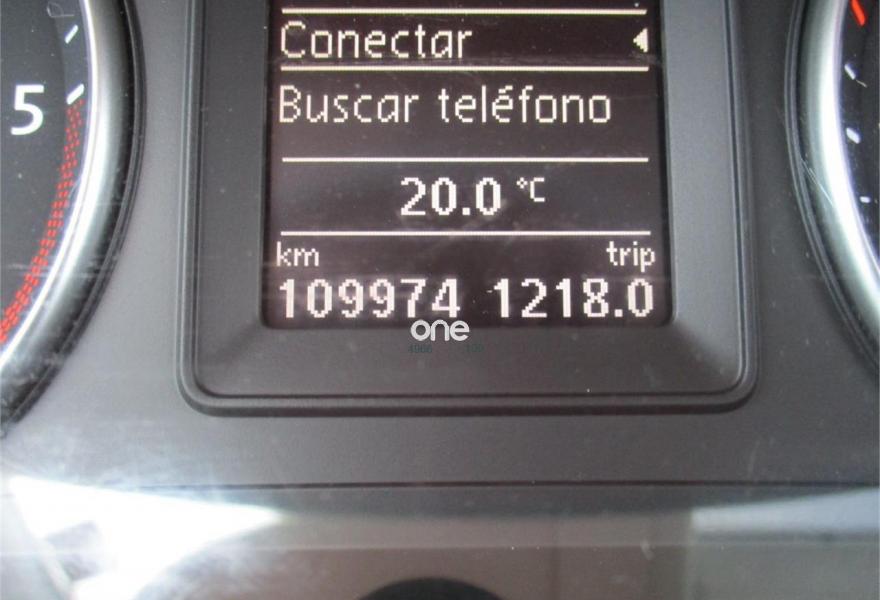 Conectar
5
Buscar teléfono
20.0 °C
km trip
109974 1218.0
one